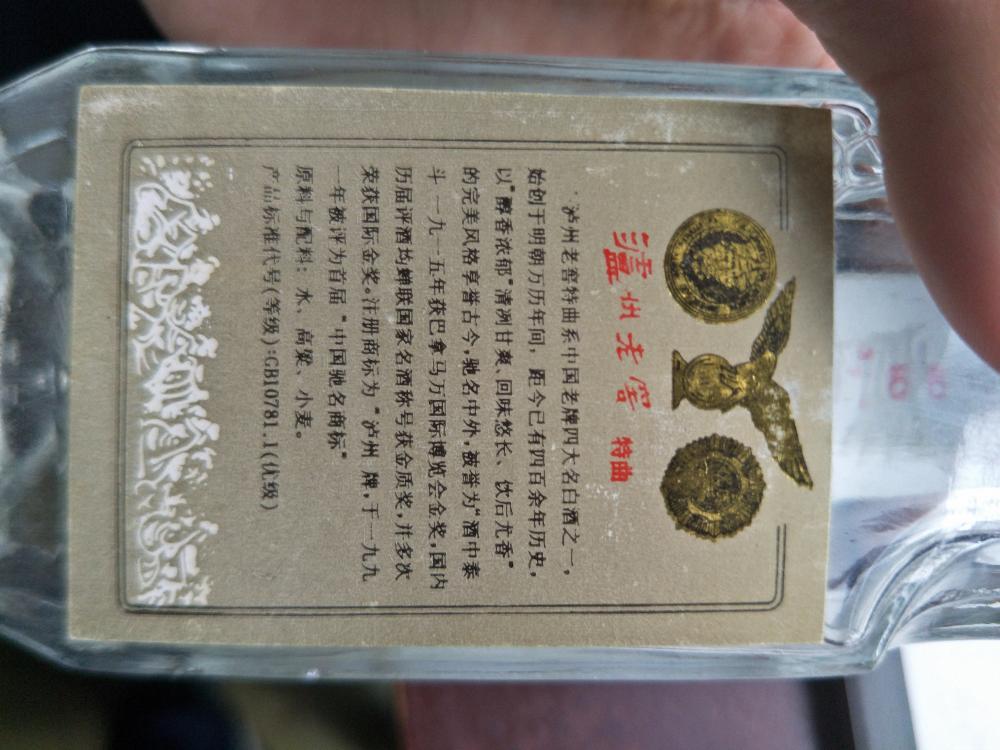 泸州老窖 特曲
泸州老窖特曲系中国老牌四大名白酒之一，
始创于明朝万历年间，距今已有四百余年历史，
以"醇香浓郁"清冽甘爽、回味悠长、饮后尤香"
的完美风格享誉古今，驰名中外，被誉为"酒中泰
斗一九一五年获巴拿马万国际博览会金奖，国内
历届评酒均蝉联国家名酒称号获金质奖，并多次
荣获国际金奖。注册商标为"泸州 牌，于一九九
一年被评为首届"中国驰名商标"
原料与配料：水、高粱、小麦。
产品标准代号(等级):GB10781.1(优级)